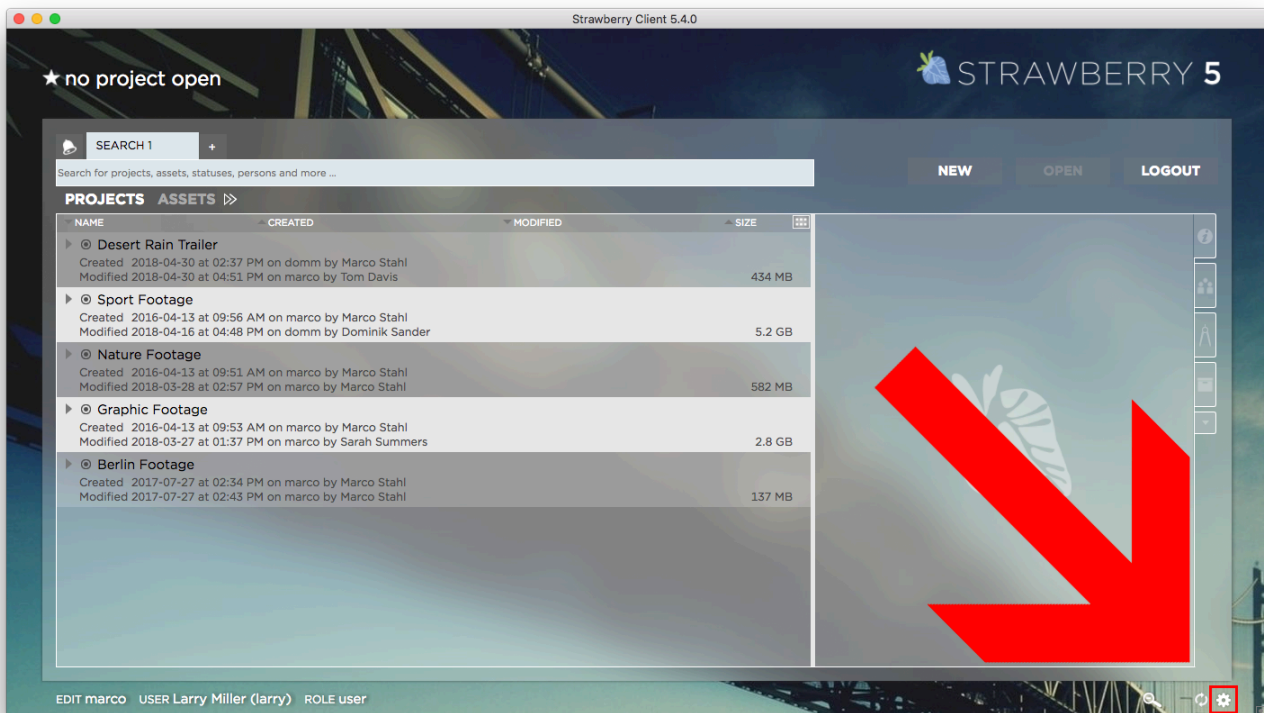 Strawberry Client 5.4.0
no project open
STRAWBERRY 5
SEARCH 1
+
Search for projects, assets, statuses, persons and more ...
NEW
OPEN
LOGOUT
PROJECTS ASSETS
NAME CREATED MODIFIED SIZE
Desert Rain Trailer
Created 2018-04-30 at 02:37 PM on domm by Marco Stahl
Modified 2018-04-30 at 04:51 PM on marco by Tom Davis 434 MB
Sport Footage
Created 2016-04-13 at 09:56 AM on marco by Marco Stahl
Modified 2018-04-16 at 04:48 PM on domm by Dominik Sander 5.2 GB
Nature Footage
Created 2016-04-13 at 09:51 AM on marco by Marco Stahl
Modified 2018-03-28 at 02:57 PM on marco by Marco Stahl 582 MB
Graphic Footage
Created 2016-04-13 at 09:53 AM on marco by Marco Stahl
Modified 2018-03-27 at 01:37 PM on marco by Sarah Summers 2.8 GB
Berlin Footage
Created 2017-07-27 at 02:34 PM on marco by Marco Stahl
Modified 2017-07-27 at 02:43 PM on marco by Marco Stahl 137 MB
EDIT marco USER Larry Miller (larry) ROLE user